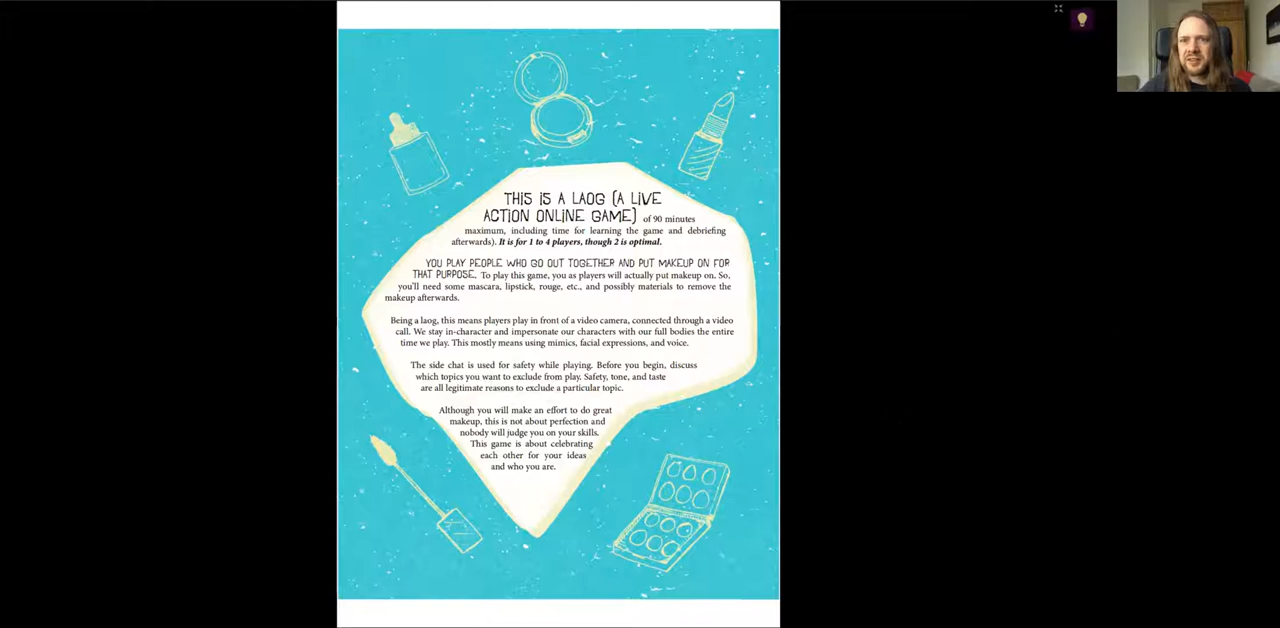 THIS IS A LAOG (A LIVE
ACTION ONLINE GAME) of 90 minutes
maximum, including time for learning the game and debriefing
afterwards). It is for 1 to 4 players, though 2 is optimal.
YOU PLAY PEOPLE WHO GO OUT TOGETHER AND PUT MAKEUP ON FOR
THAT PURPOSE. To play this game, you as players will actually put makeup on. So,
you'll need some mascara, lipstick, rouge, etc., and possibly materials to remove the
makeup afterwards.
Being a laog, this means players play in front of a video camera, connected through a video
call. We stay in-character and impersonate our characters with our full bodies the entire
time we play. This mostly means using mimics, facial expressions, and voice.
The side chat is used for safety while playing. Before you begin, discuss
which topics you want to exclude from play. Safety, tone, and taste
are all legitimate reasons to exclude a particular topic.
Although you will make an effort to do great
makeup, this is not about perfection and
nobody will judge you on your skills.
This game is about celebrating
each other for your ideas
and who you are.